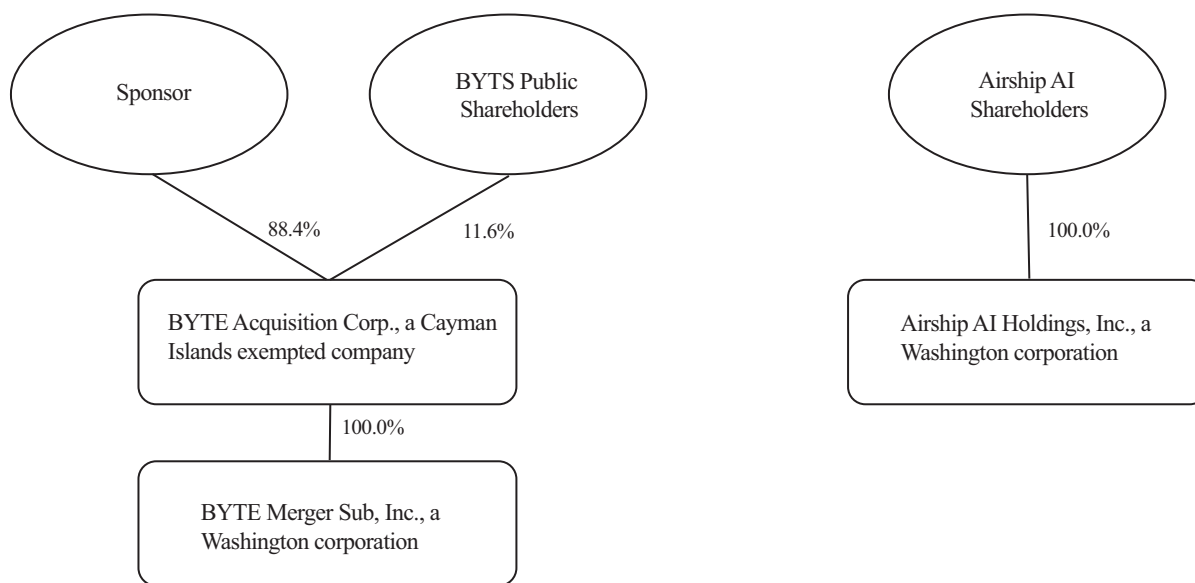 Sponsor
BYTS Public
Shareholders
Airship AI
Shareholders
88.4%
11.6%
100.0%
BYTE Acquisition Corp., a Cayman
Islands exempted company
Airship AI Holdings, Inc., a
Washington corporation
100.0%
BYTE Merger Sub, Inc., a
Washington corporation